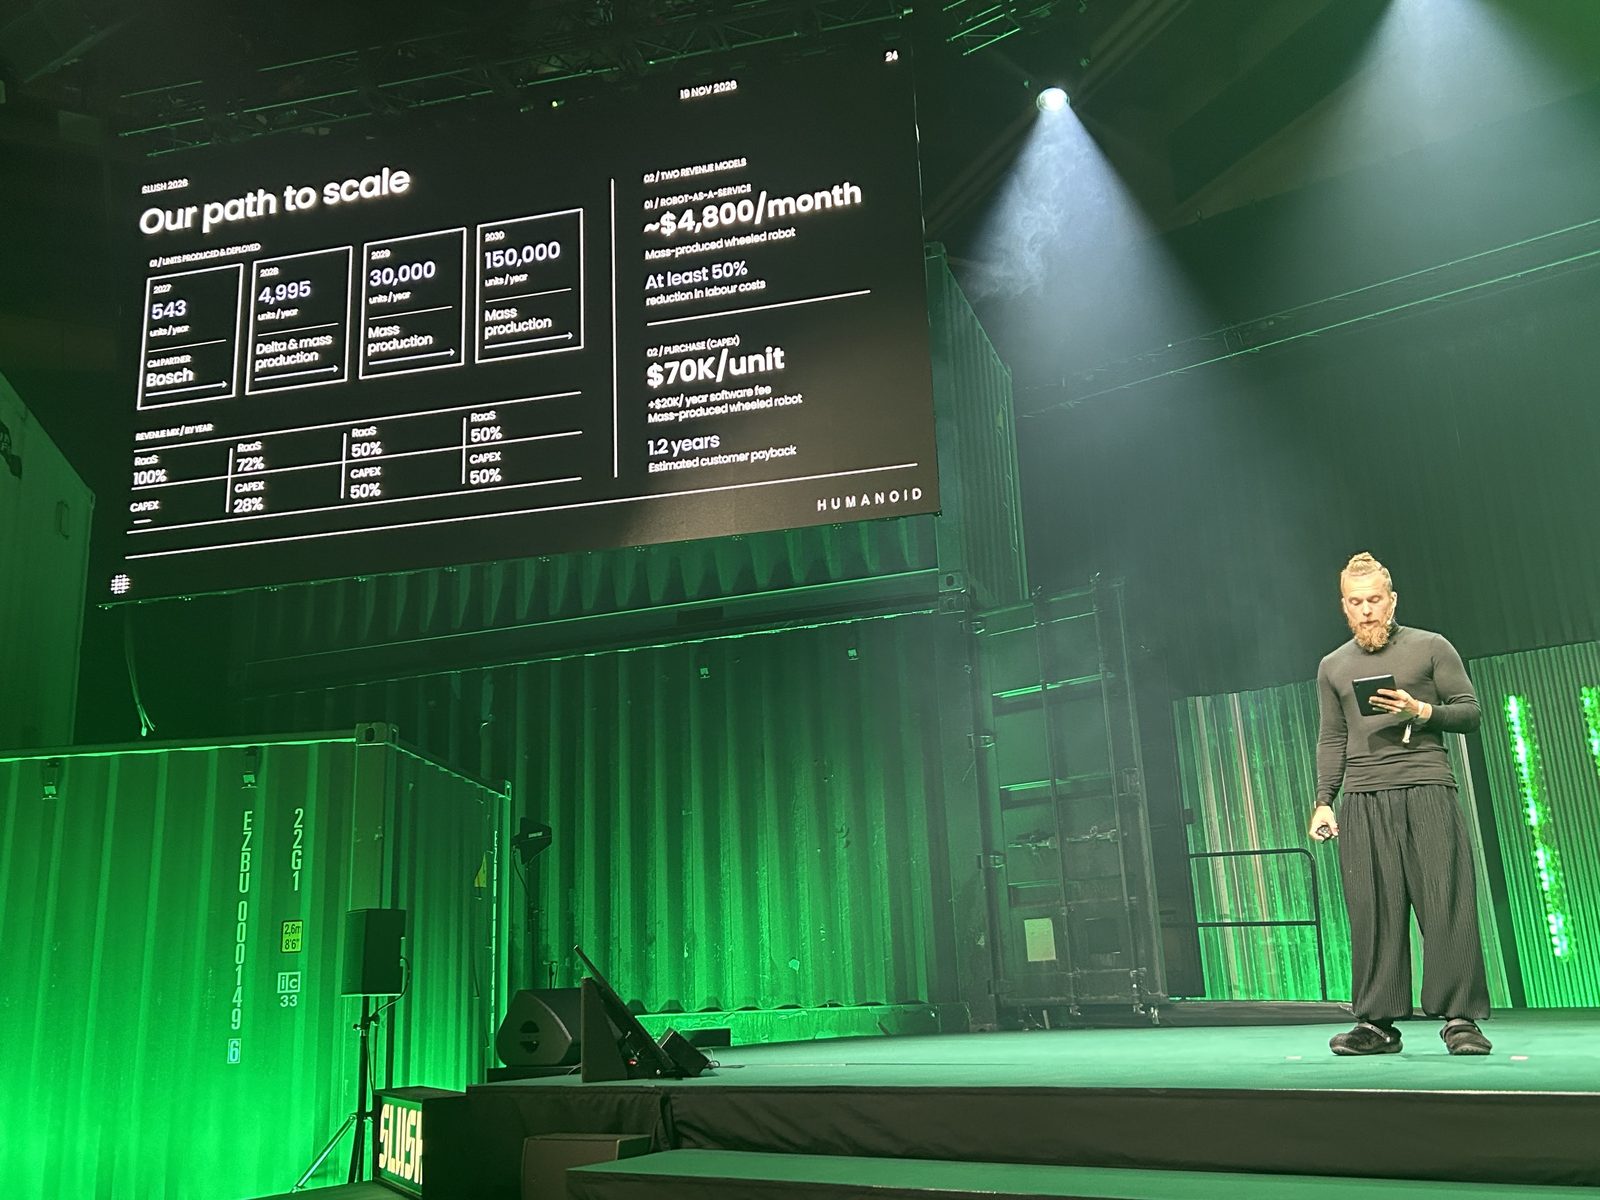 24
19 NOV 2026
SLUSH 2026
Our path to scale
01 / UNITS PRODUCED & DEPLOYED
2027
543
units / year
CM PARTNER
Bosch
2028
4,995
units / year
Delta & mass
production
2029
30,000
units / year
Mass
production
2030
150,000
units / year
Mass
production
REVENUE MIX / BY YEAR
RaaS
100%
CAPEX
—
RaaS
72%
CAPEX
28%
RaaS
50%
CAPEX
50%
RaaS
50%
CAPEX
50%
02 / TWO REVENUE MODELS
01 / ROBOT-AS-A-SERVICE
~$4,800/month
Mass-produced wheeled robot
At least 50%
reduction in labour costs
02 / PURCHASE (CAPEX)
$70K/unit
+$20K/ year software fee
Mass-produced wheeled robot
1.2 years
Estimated customer payback
HUMANOID
EZBU 000149 6
22G1
2,6m
8'6"
ic
33
SLUSH